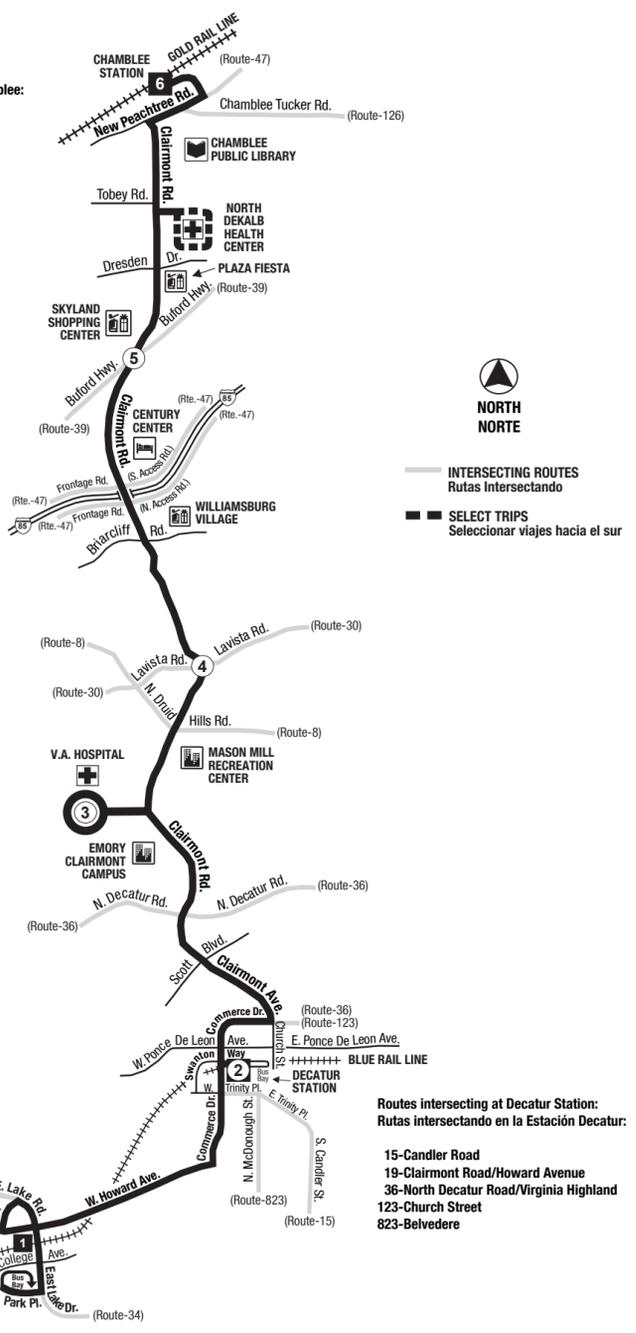 GOLD RAIL LINE
CHAMBLEE
STATION
6
(Route-47)
blee:
New Peachtree Rd.
Chamblee Tucker Rd.
(Route-126)
Clairmont Rd.
CHAMBLEE
PUBLIC LIBRARY
Tobey Rd.
NORTH
DEKALB
HEALTH
CENTER
Dresden Dr.
PLAZA FIESTA
Buford Hwy.
(Route-39)
SKYLAND
SHOPPING
CENTER
5
Buford Hwy.
(Route-39)
Clairmont Rd.
CENTURY
CENTER
(Rte.-47)
85
(Rte.-47)
NORTH
NORTE
INTERSECTING ROUTES
Rutas Intersectando
SELECT TRIPS
Seleccionar viajes hacia el sur
Frontage Rd.
(S. Access Rd.)
(Rte.-47)
85
(Rte.-47)
Frontage Rd.
(N. Access Rd.)
WILLIAMSBURG
VILLAGE
Briarcliff Rd.
(Route-8)
Lavista Rd.
(Route-30)
4
Lavista Rd.
(Route-30)
N. Druid
Hills Rd.
(Route-8)
V.A. HOSPITAL
MASON MILL
RECREATION
CENTER
3
EMORY
CLAIRMONT
CAMPUS
Clairmont Rd.
N. Decatur Rd.
N. Decatur Rd.
(Route-36)
(Route-36)
Scott Blvd.
Clairmont Ave.
Commerce Dr.
(Route-36)
(Route-123)
Church St.
W. Ponce De Leon Ave.
E. Ponce De Leon Ave.
Swanton Way
BLUE RAIL LINE
2
Bus
Bay
DECATUR
STATION
W. Trinity Pl.
E. Trinity Pl.
Commerce Dr.
N. McDonough St.
S. Candler St.
(Route-823)
(Route-15)
Routes intersecting at Decatur Station:
Rutas intersectando en la Estación Decatur:
15-Candler Road
19-Clairmont Road/Howard Avenue
36-North Decatur Road/Virginia Highland
123-Church Street
823-Belvedere
W. Howard Ave.
E. Lake Rd.
1
College Ave.
Bus
Bay
Park Pl.
East Lake Dr.
(Route-34)